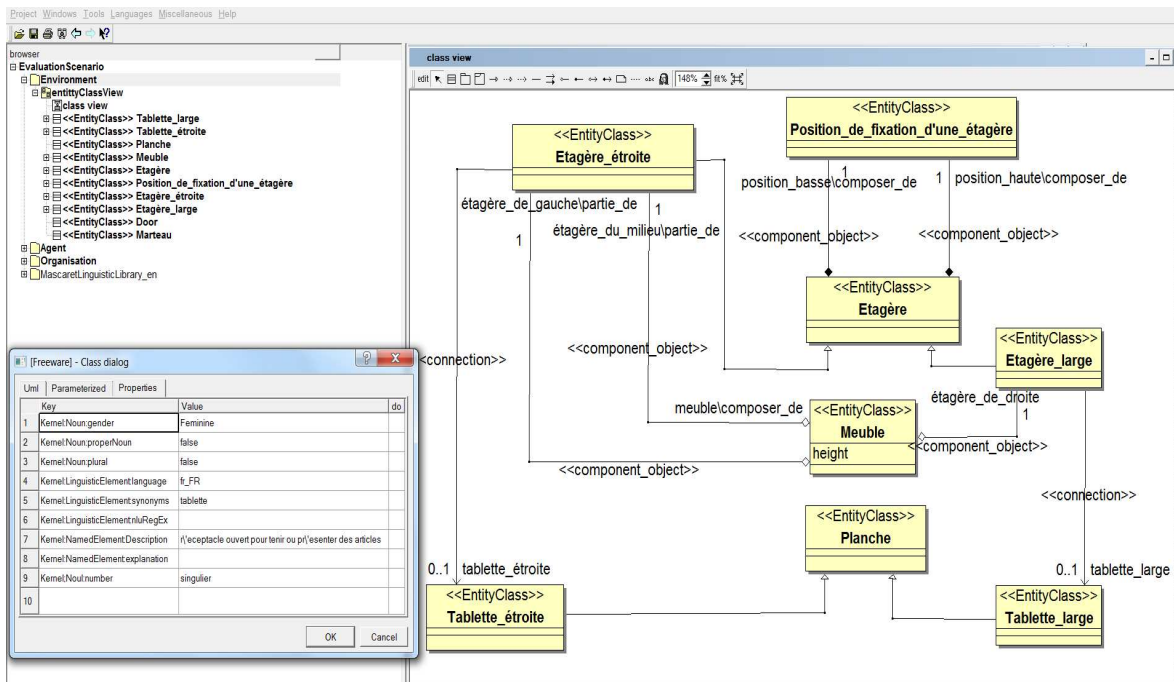 Project Windows Tools Languages Miscellaneous Help
browser
EvaluationScenario
Environment
entittyClassView
class view
<<EntityClass>> Tablette_large
<<EntityClass>> Tablette_étroite
<<EntityClass>> Planche
<<EntityClass>> Meuble
<<EntityClass>> Etagère
<<EntityClass>> Position_de_fixation_d'une_étagère
<<EntityClass>> Etagère_étroite
<<EntityClass>> Etagère_large
<<EntityClass>> Door
<<EntityClass>> Marteau
Agent
Organisation
MascaretLinguisticLibrary_en
[Freeware] - Class dialog
Uml Parameterized Properties
Key Value do
1 Kernel:Noun:gender Feminine
2 Kernel:Noun:properNoun false
3 Kernel:Noun:plural false
4 Kernel:LinguisticElement:language fr_FR
5 Kernel:LinguisticElement:synonyms tablette
6 Kernel:LinguisticElement:nluRegEx
7 Kernel:NamedElement:Description r\'eceptacle ouvert pour tenir ou pr\'esenter des articles
8 Kernel:NamedElement:explanation
9 Kernel:Noul:number singulier
10
OK Cancel
class view
edit abc 148% fit%
<<EntityClass>>
Etagère_étroite
<<EntityClass>>
Position_de_fixation_d'une_étagère
1
1
position_basse\composer_de
position_haute\composer_de
étagère_de_gauche\partie_de
1
1
étagère_du_milieu\partie_de
<<component_object>>
<<component_object>>
<<EntityClass>>
Etagère
<<connection>>
<<component_object>>
<<EntityClass>>
Etagère_large
étagère_de_droite
1
meuble\composer_de
<<EntityClass>>
Meuble
height
<<component_object>>
<<component_object>>
<<connection>>
<<EntityClass>>
Planche
0..1 tablette_étroite
0..1 tablette_large
<<EntityClass>>
Tablette_étroite
<<EntityClass>>
Tablette_large